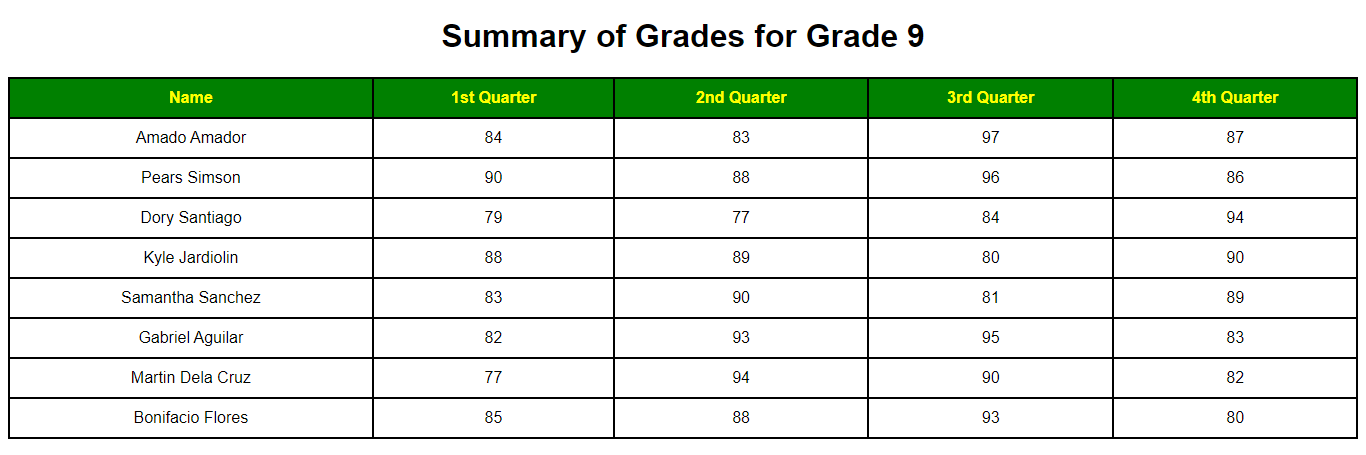 Summary of Grades for Grade 9
Name 1st Quarter 2nd Quarter 3rd Quarter 4th Quarter
Amado Amador 84 83 97 87
Pears Simson 90 88 96 86
Dory Santiago 79 77 84 94
Kyle Jardiolin 88 89 80 90
Samantha Sanchez 83 90 81 89
Gabriel Aguilar 82 93 95 83
Martin Dela Cruz 77 94 90 82
Bonifacio Flores 85 88 93 80